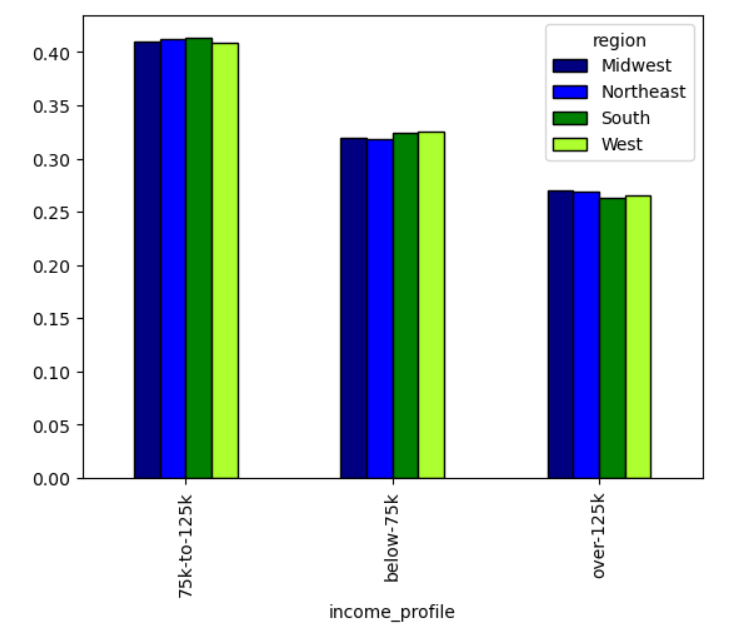 region
Midwest
Northeast
South
West
0.40
0.35
0.30
0.25
0.20
0.15
0.10
0.05
0.00
75k-to-125k
below-75k
over-125k
income_profile